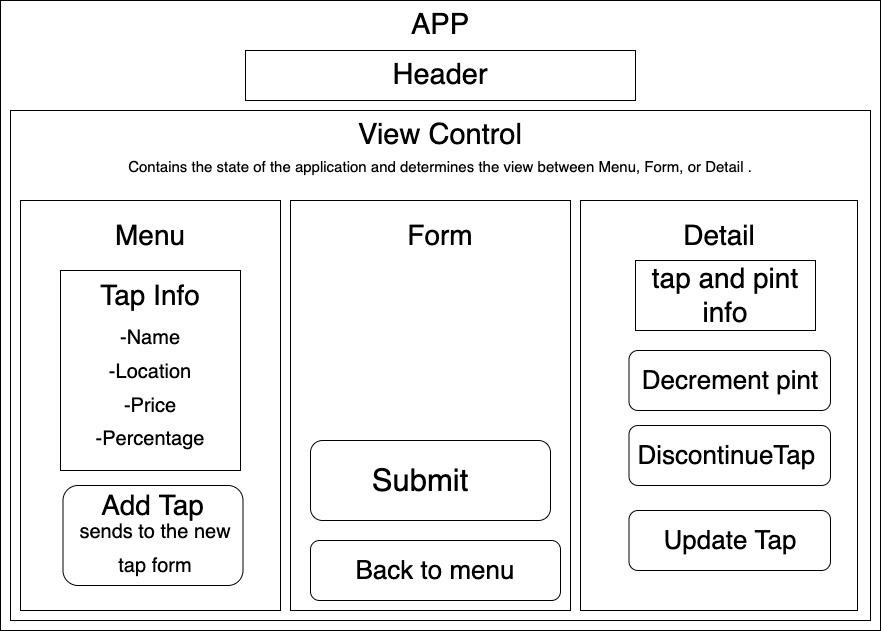 APP
Header
View Control
Contains the state of the application and determines the view between Menu, Form, or Detail .
Menu
Tap Info
-Name
-Location
-Price
-Percentage
Add Tap
sends to the new
tap form
Form
Submit
Back to menu
Detail
tap and pint
info
Decrement pint
DiscontinueTap
Update Tap